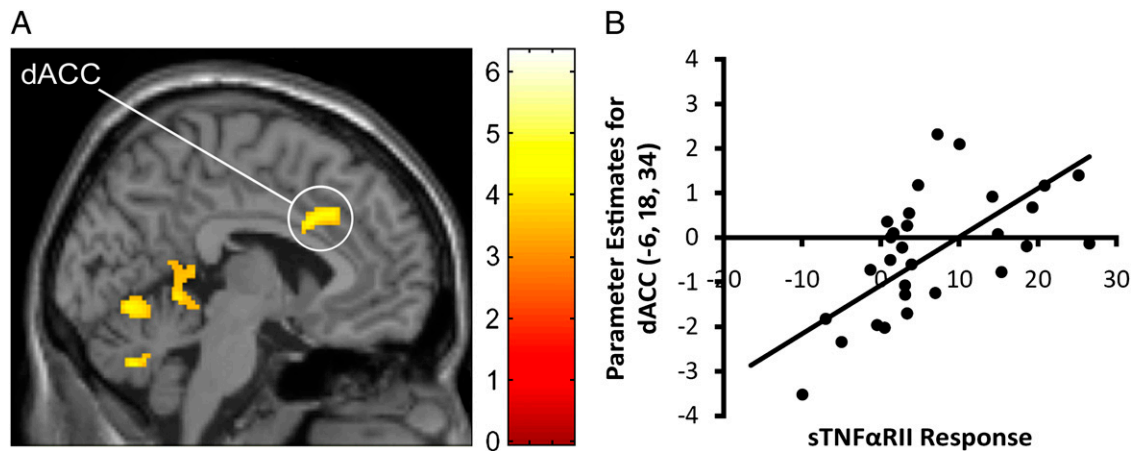 A
dACC
6
5
4
3
2
1
0
B
Parameter Estimates for
dACC (-6, 18, 34)
4
3
2
1
0
-1
-2
-3
-4
-20 -10 0 10 20 30
sTNFαRII Response